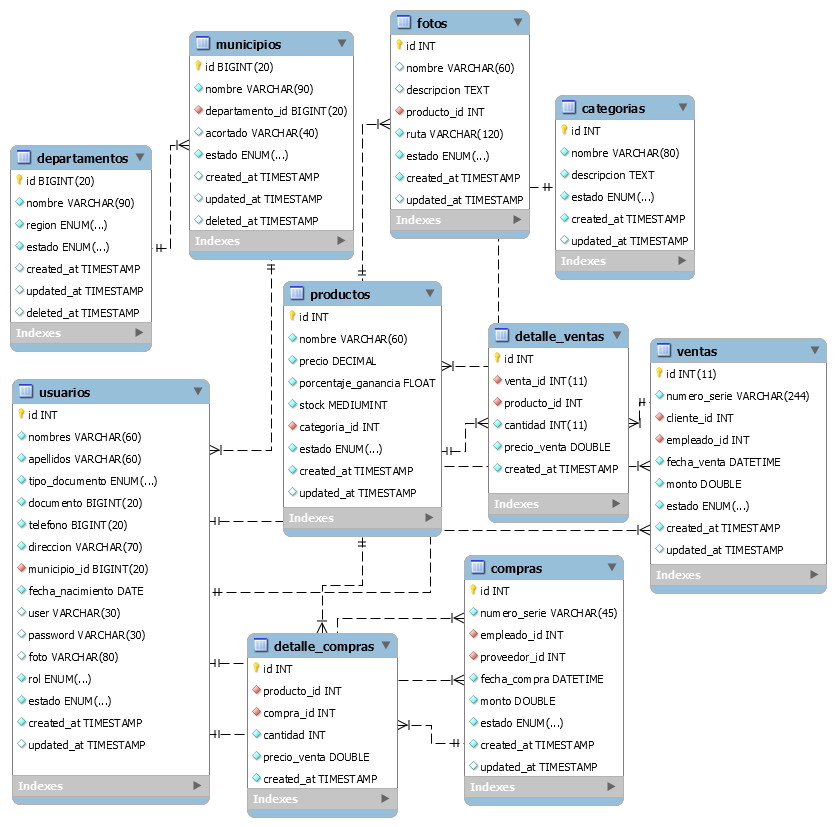 departamentos
id BIGINT(20)
nombre VARCHAR(90)
region ENUM(...)
estado ENUM(...)
created_at TIMESTAMP
updated_at TIMESTAMP
deleted_at TIMESTAMP
Indexes
municipios
id BIGINT(20)
nombre VARCHAR(90)
departamento_id BIGINT(20)
acortado VARCHAR(40)
estado ENUM(...)
created_at TIMESTAMP
updated_at TIMESTAMP
deleted_at TIMESTAMP
Indexes
fotos
id INT
nombre VARCHAR(60)
descripcion TEXT
producto_id INT
ruta VARCHAR(120)
estado ENUM(...)
created_at TIMESTAMP
updated_at TIMESTAMP
Indexes
categorias
id INT
nombre VARCHAR(80)
descripcion TEXT
estado ENUM(...)
created_at TIMESTAMP
updated_at TIMESTAMP
Indexes
usuarios
id INT
nombres VARCHAR(60)
apellidos VARCHAR(60)
tipo_documento ENUM(...)
documento BIGINT(20)
telefono BIGINT(20)
direccion VARCHAR(70)
municipio_id BIGINT(20)
fecha_nacimiento DATE
user VARCHAR(30)
password VARCHAR(30)
foto VARCHAR(80)
rol ENUM(...)
estado ENUM(...)
created_at TIMESTAMP
updated_at TIMESTAMP
Indexes
productos
id INT
nombre VARCHAR(60)
precio DECIMAL
porcentaje_ganancia FLOAT
stock MEDIUMINT
categoria_id INT
estado ENUM(...)
created_at TIMESTAMP
updated_at TIMESTAMP
Indexes
detalle_ventas
id INT
venta_id INT(11)
producto_id INT
cantidad INT(11)
precio_venta DOUBLE
created_at TIMESTAMP
Indexes
ventas
id INT(11)
numero_serie VARCHAR(244)
cliente_id INT
empleado_id INT
fecha_venta DATETIME
monto DOUBLE
estado ENUM(...)
created_at TIMESTAMP
updated_at TIMESTAMP
Indexes
detalle_compras
id INT
producto_id INT
compra_id INT
cantidad INT
precio_venta DOUBLE
created_at TIMESTAMP
Indexes
compras
id INT
numero_serie VARCHAR(45)
empleado_id INT
proveedor_id INT
fecha_compra DATETIME
monto DOUBLE
estado ENUM(...)
created_at TIMESTAMP
updated_at TIMESTAMP
Indexes